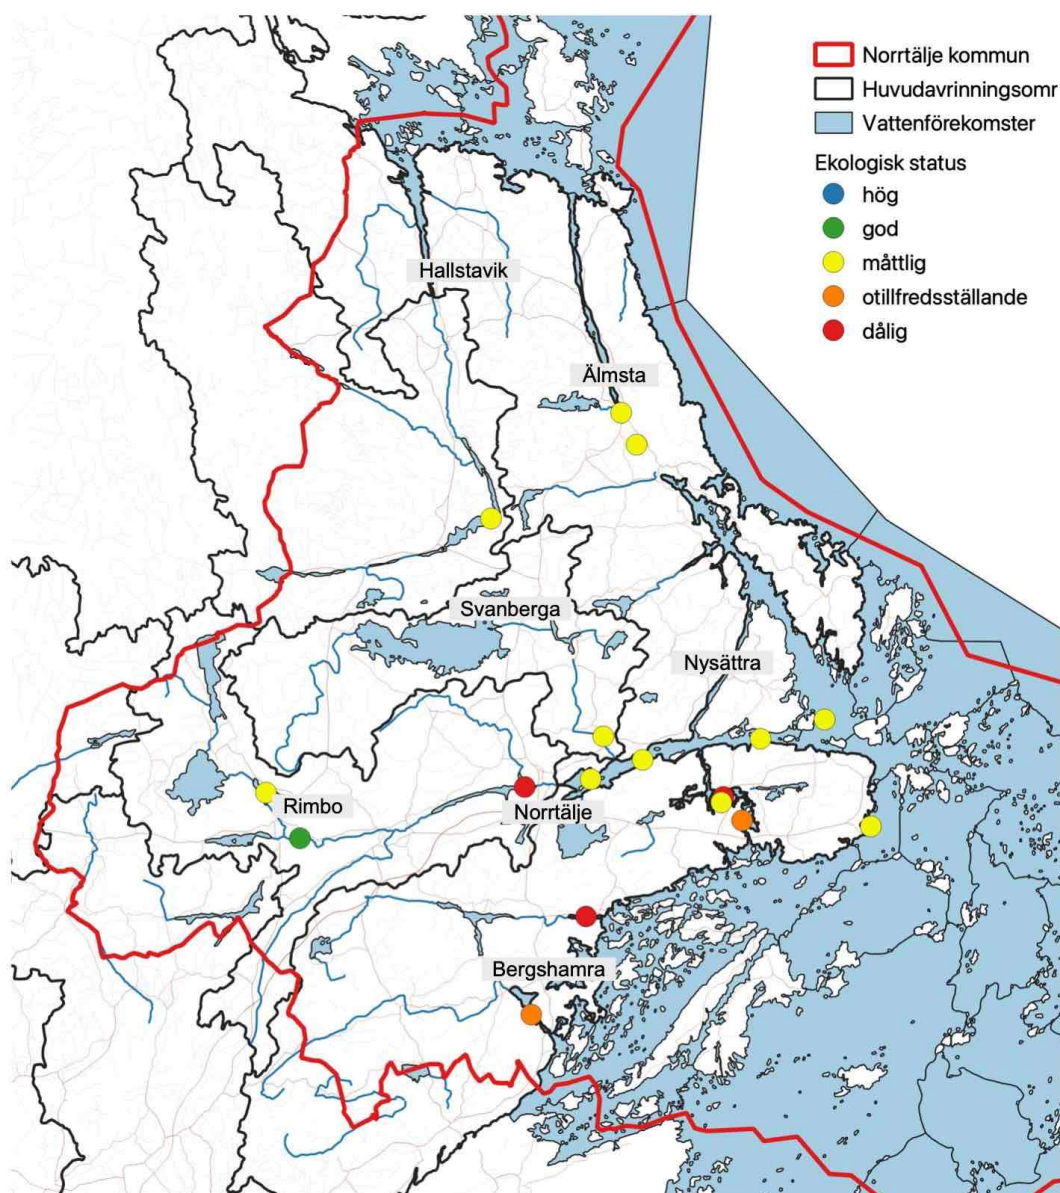 Norrtälje kommun
Huvudavrinningsomr
Vattenförekomster
Ekologisk status
hög
god
måttlig
otillfredsställande
dålig
Hallstavik
Älmsta
Svanberga
Nysättra
Rimbo
Norrtälje
Bergshamra